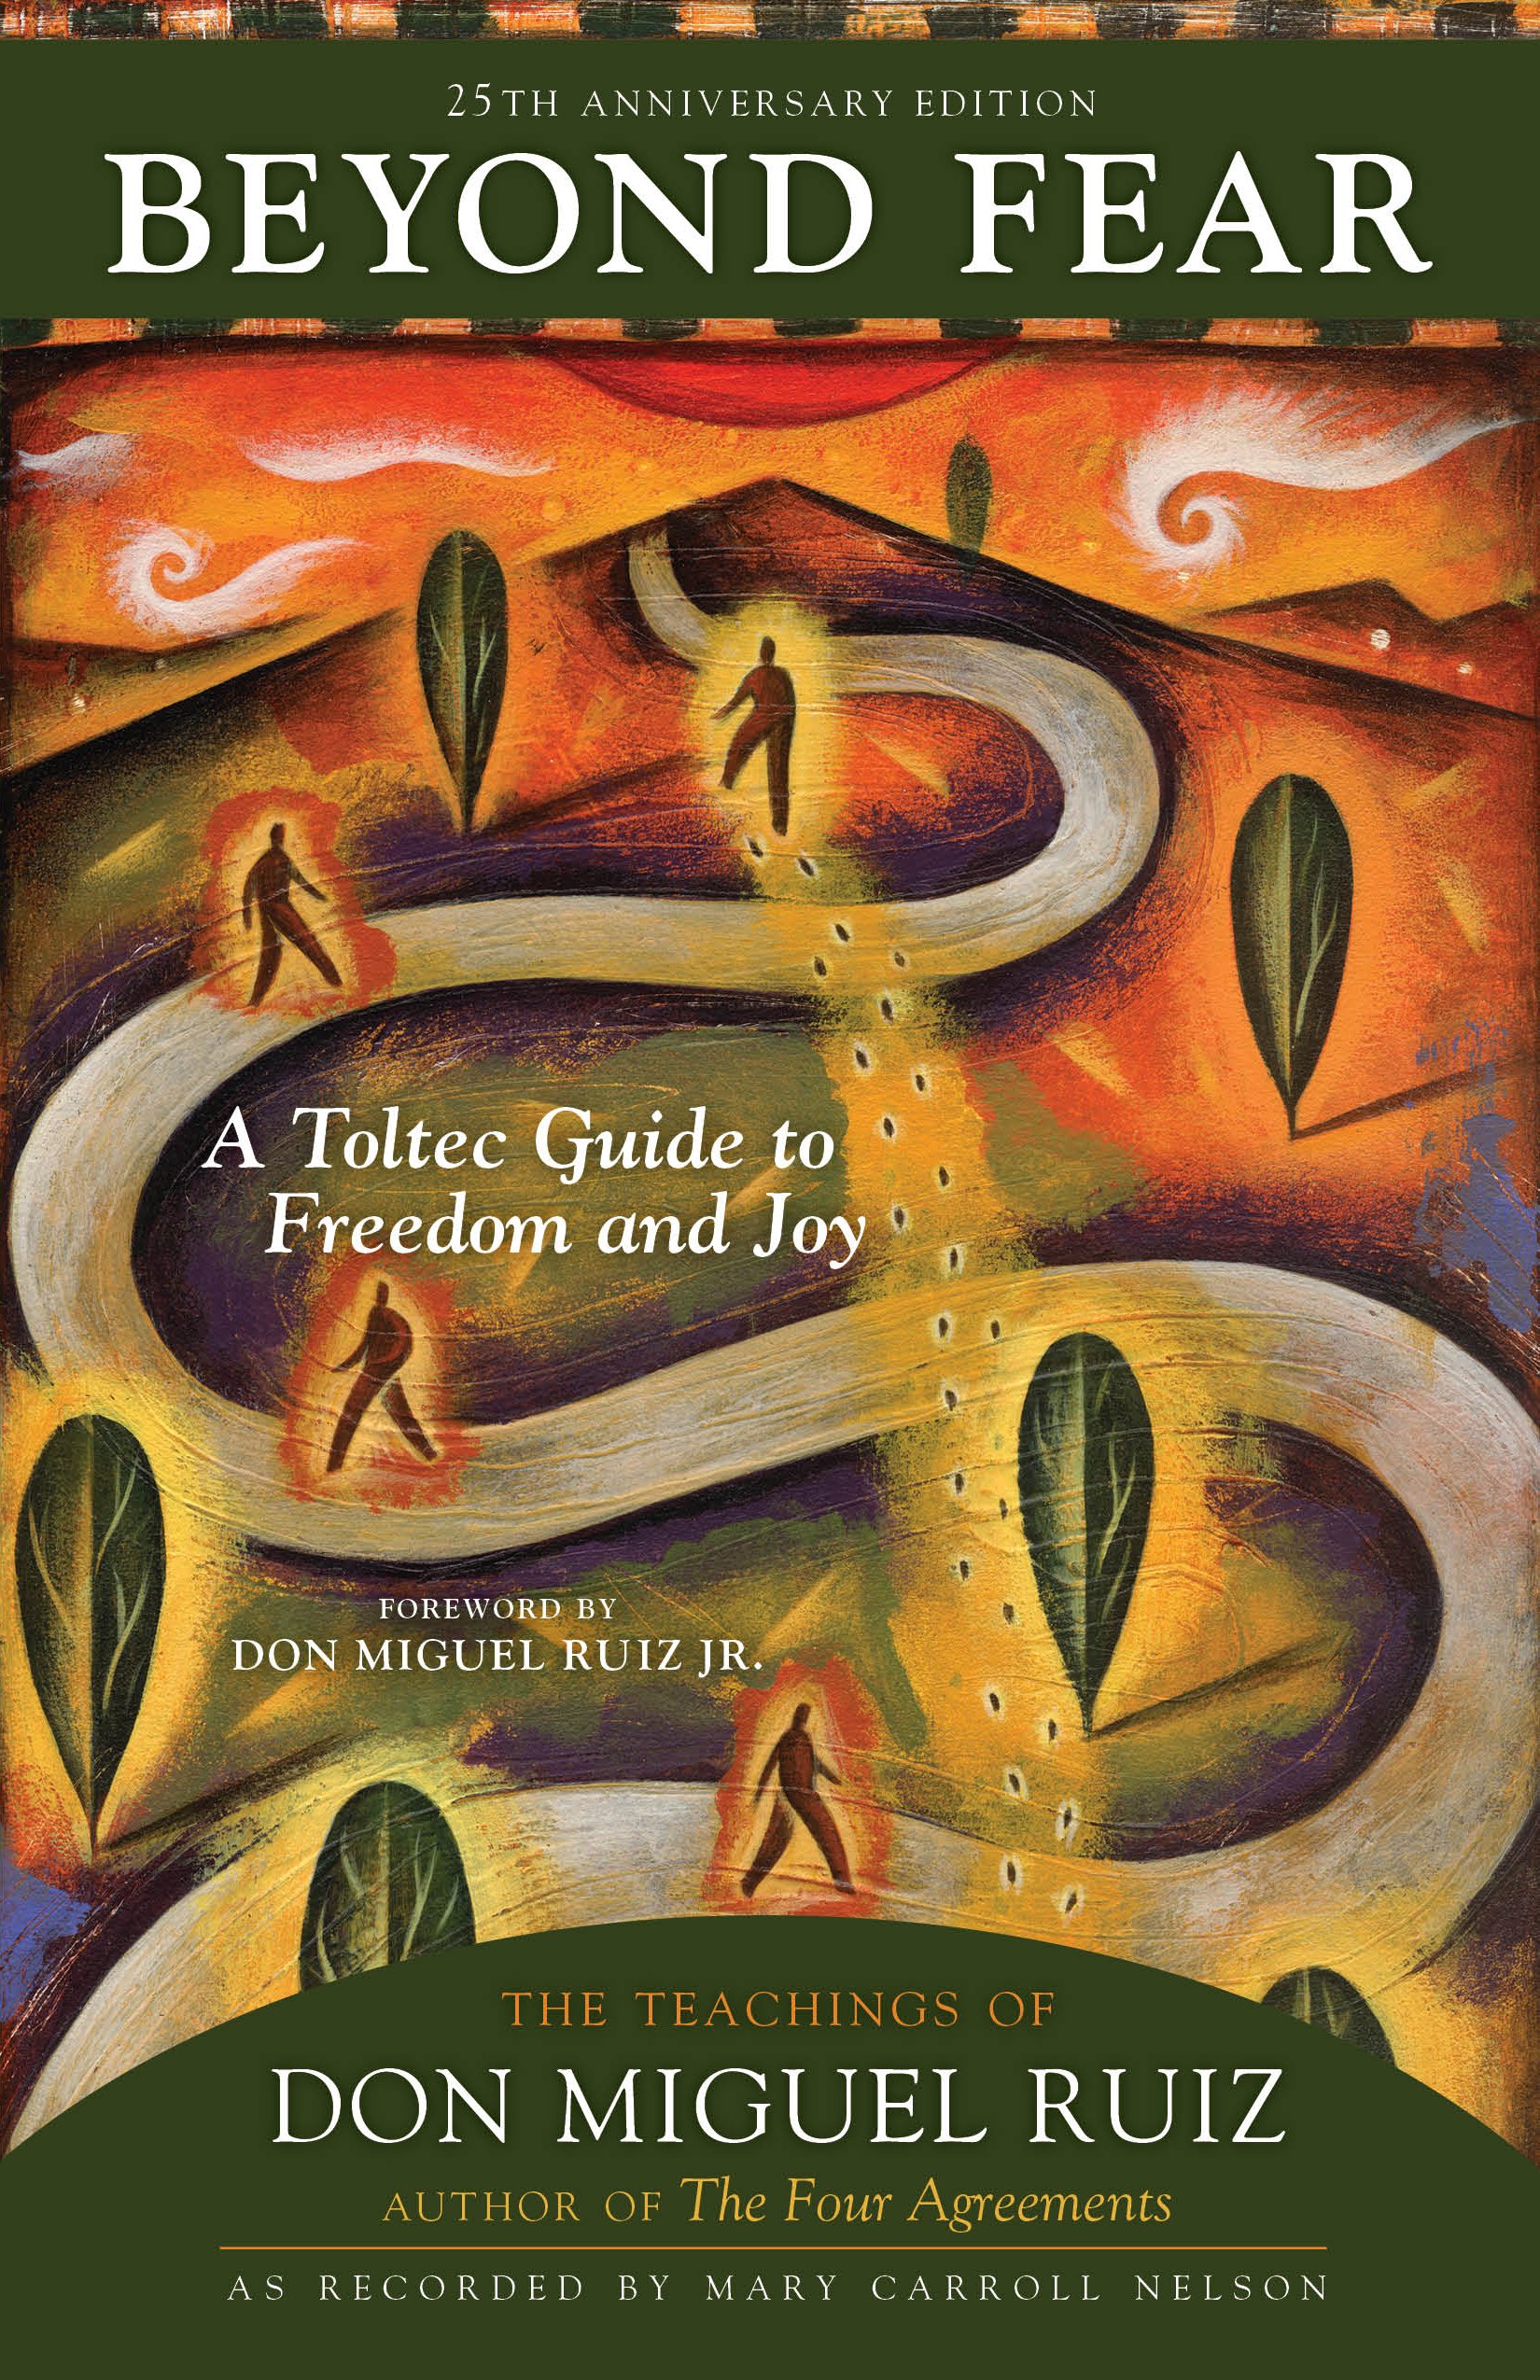 25TH ANNIVERSARY EDITION
BEYOND FEAR
A Toltec Guide to
Freedom and Joy
FOREWORD BY
DON MIGUEL RUIZ JR.
THE TEACHINGS OF
DON MIGUEL RUIZ
AUTHOR OF The Four Agreements
AS RECORDED BY MARY CARROLL NELSON